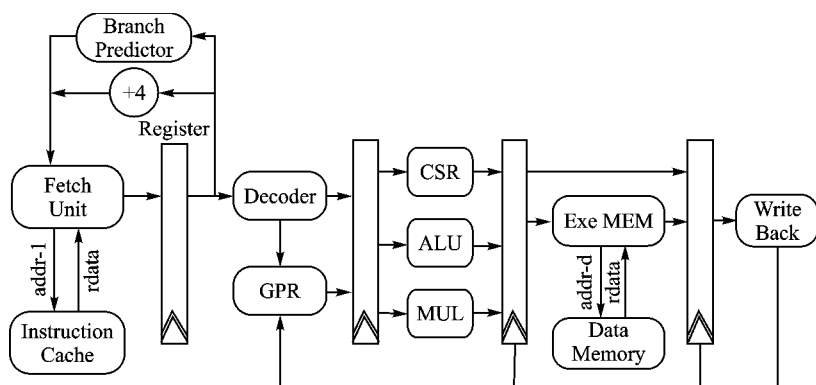 Branch
Predictor
+4
Register
Fetch
Unit
Decoder
CSR
Exe MEM
Write
Back
ALU
addr-1
rdata
GPR
addr-d
rdata
MUL
Instruction
Cache
Data
Memory